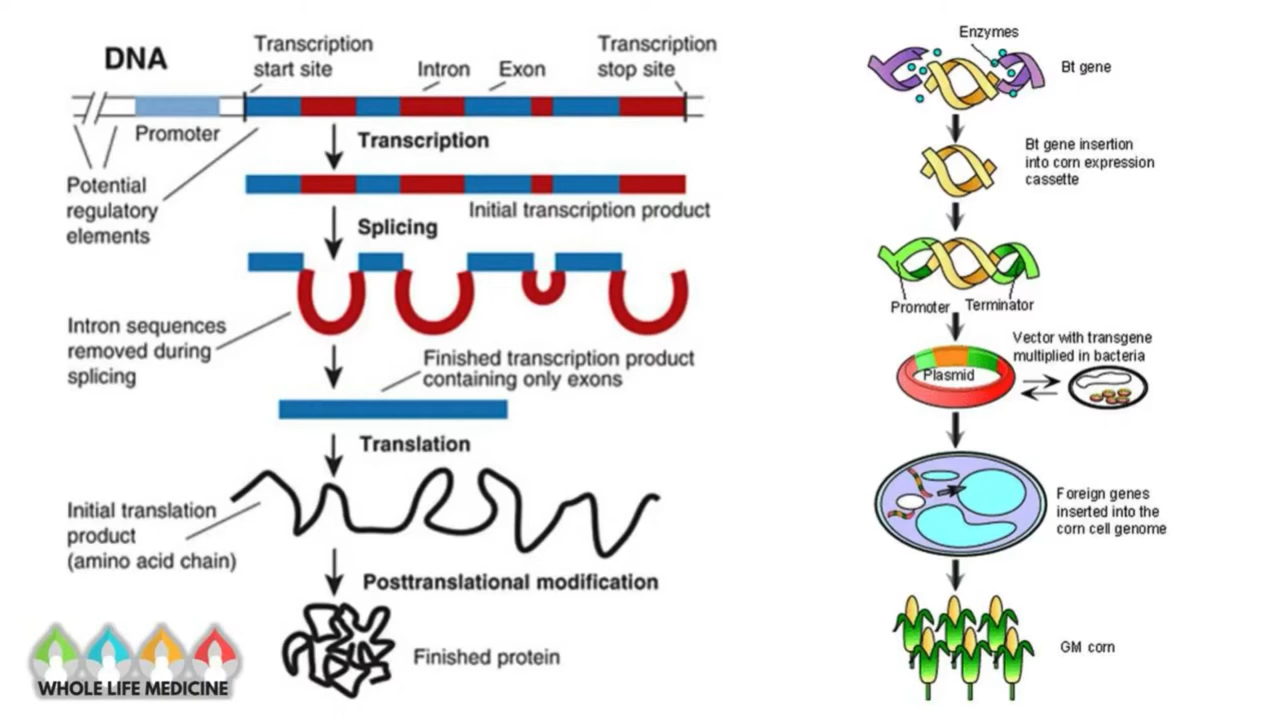 DNA
Transcription
start site
Intron
Exon
Transcription
stop site
Promoter
Transcription
Potential
regulatory
elements
Initial transcription product
Splicing
Intron sequences
removed during
splicing
Finished transcription product
containing only exons
Translation
Initial translation
product
(amino acid chain)
Posttranslational modification
Finished protein
WHOLE LIFE MEDICINE
Enzymes
Bt gene
Bt gene insertion
into corn expression
cassette
Promoter
Terminator
Vector with transgene
multiplied in bacteria
Plasmid
Foreign genes
inserted into the
corn cell genome
GM corn